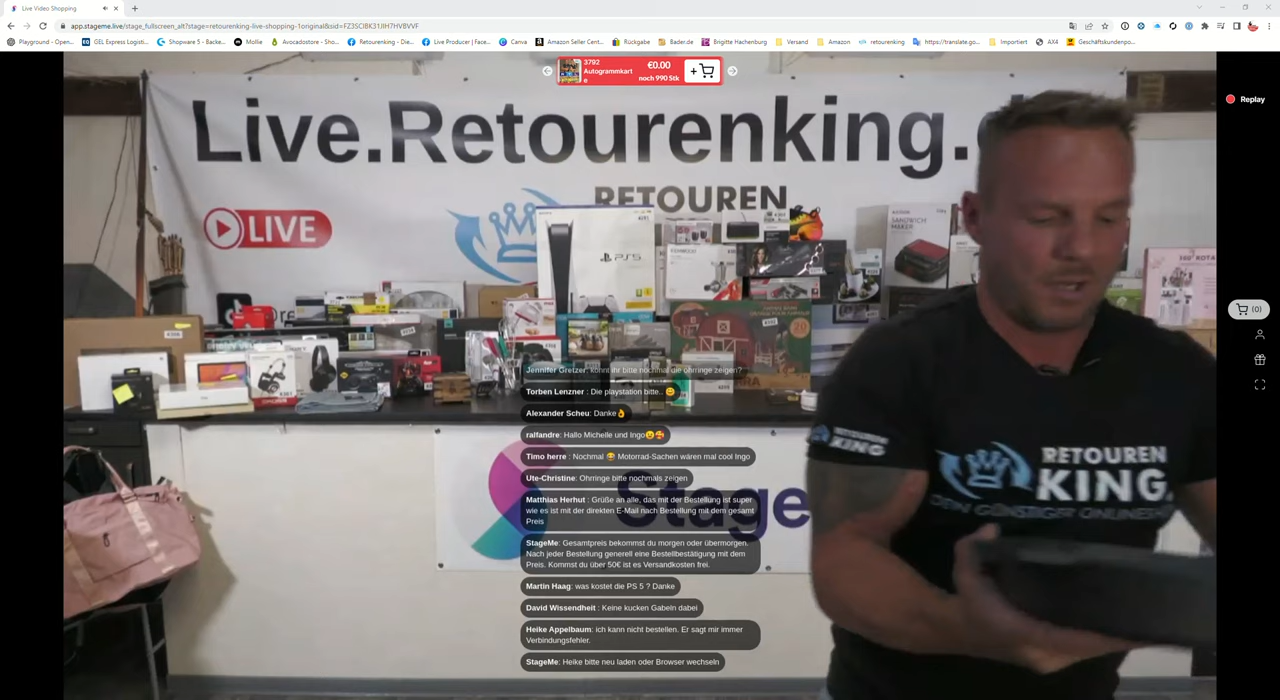 Live Video Shopping
app.stageme.live/stage_fullscreen_alt?stage=retourenking-live-shopping-1original&sid=FZ3SCIBK31JIH7HVBVVF
Playground - Open... GEL Express Logisti... Shopware 5 - Backe... Mollie Avocadostore - Sho... Retourenking - Die... Live Producer | Face... Canva Amazon Seller Cent... Rückgabe Bader.de Brigitte Hachenburg Versand Amazon retourenking https://translate.go... Importiert AX4 Geschäftskundenpo...
3792
Autogrammkart
e
€0.00
noch 990 Stk
+
Replay
Live.Retourenking.
LIVE
RETOUREN
PS5
SANDWICH
MAKER
(0)
Jennifer Gretzer: könnt ihr bitte nochmal die ohrringe zeigen?
Torben Lenzner : Die playstation bitte.. 😊
Alexander Scheu: Danke👌
ralfandre: Hallo Michelle und Ingo😉🥰
Timo herre : Nochmal 😂 Motorrad-Sachen wären mal cool Ingo
Ute-Christine: Ohrringe bitte nochmals zeigen
Matthias Herhut : Grüße an alle, das mit der Bestellung ist super
wie es ist mit der direkten E-Mail nach Bestellung mit dem gesamt
Preis
StageMe: Gesamtpreis bekommst du morgen oder übermorgen.
Nach jeder Bestellung generell eine Bestellbestätigung mit dem
Preis. Kommst du über 50€ ist es Versandkosten frei.
Martin Haag: was kostet die PS 5 ? Danke
David Wissendheit : Keine kucken Gabeln dabei
Heike Appelbaum: ich kann nicht bestellen. Er sagt mir immer
Verbindungsfehler.
StageMe: Heike bitte neu laden oder Browser wechseln
Stage
RETOUREN
KING
RETOUREN
KING.
DEIN GÜNSTIGER ONLINESH